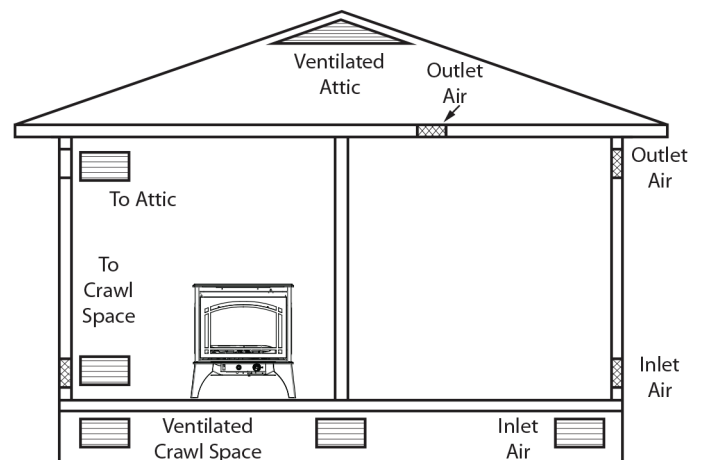 Ventilated
Attic
Outlet
Air
Outlet
Air
To Attic
To
Crawl
Space
Inlet
Air
Ventilated
Crawl Space
Inlet
Air